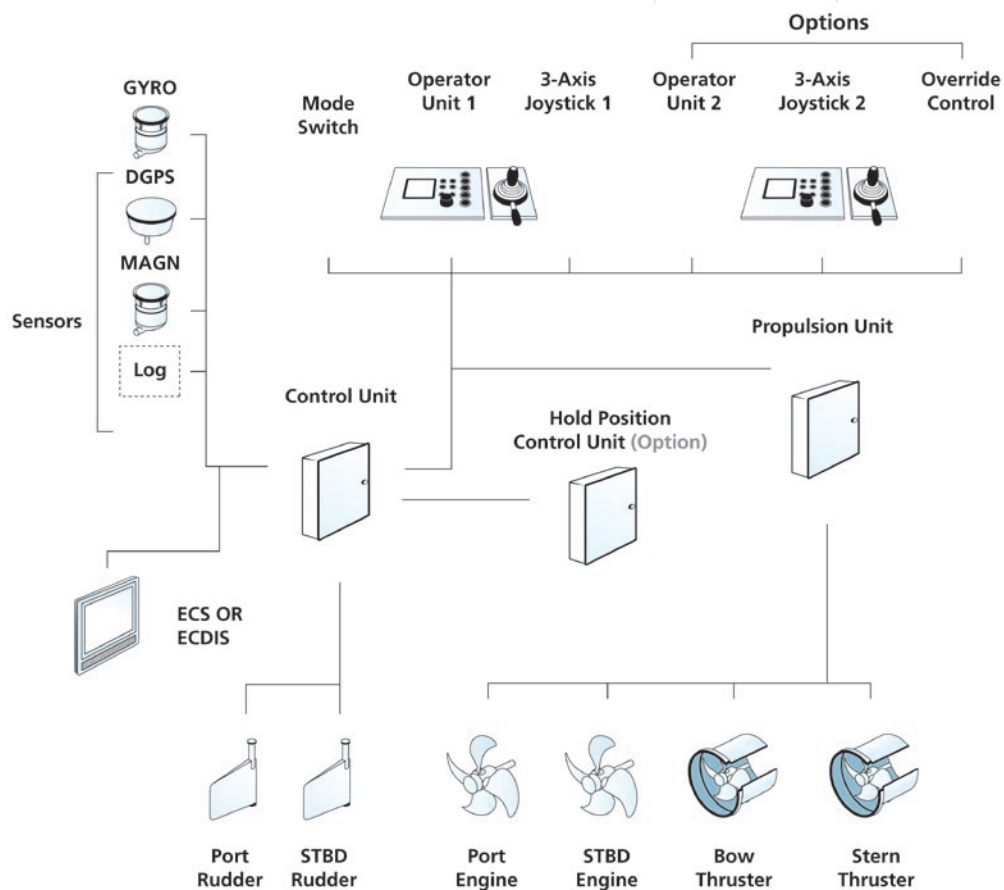 Options
GYRO
Mode
Switch
Operator
Unit 1
3-Axis
Joystick 1
Operator
Unit 2
3-Axis
Joystick 2
Override
Control
DGPS
MAGN
Sensors
Log
Propulsion Unit
Control Unit
Hold Position
Control Unit (Option)
ECS OR
ECDIS
Port
Rudder
STBD
Rudder
Port
Engine
STBD
Engine
Bow
Thruster
Stern
Thruster